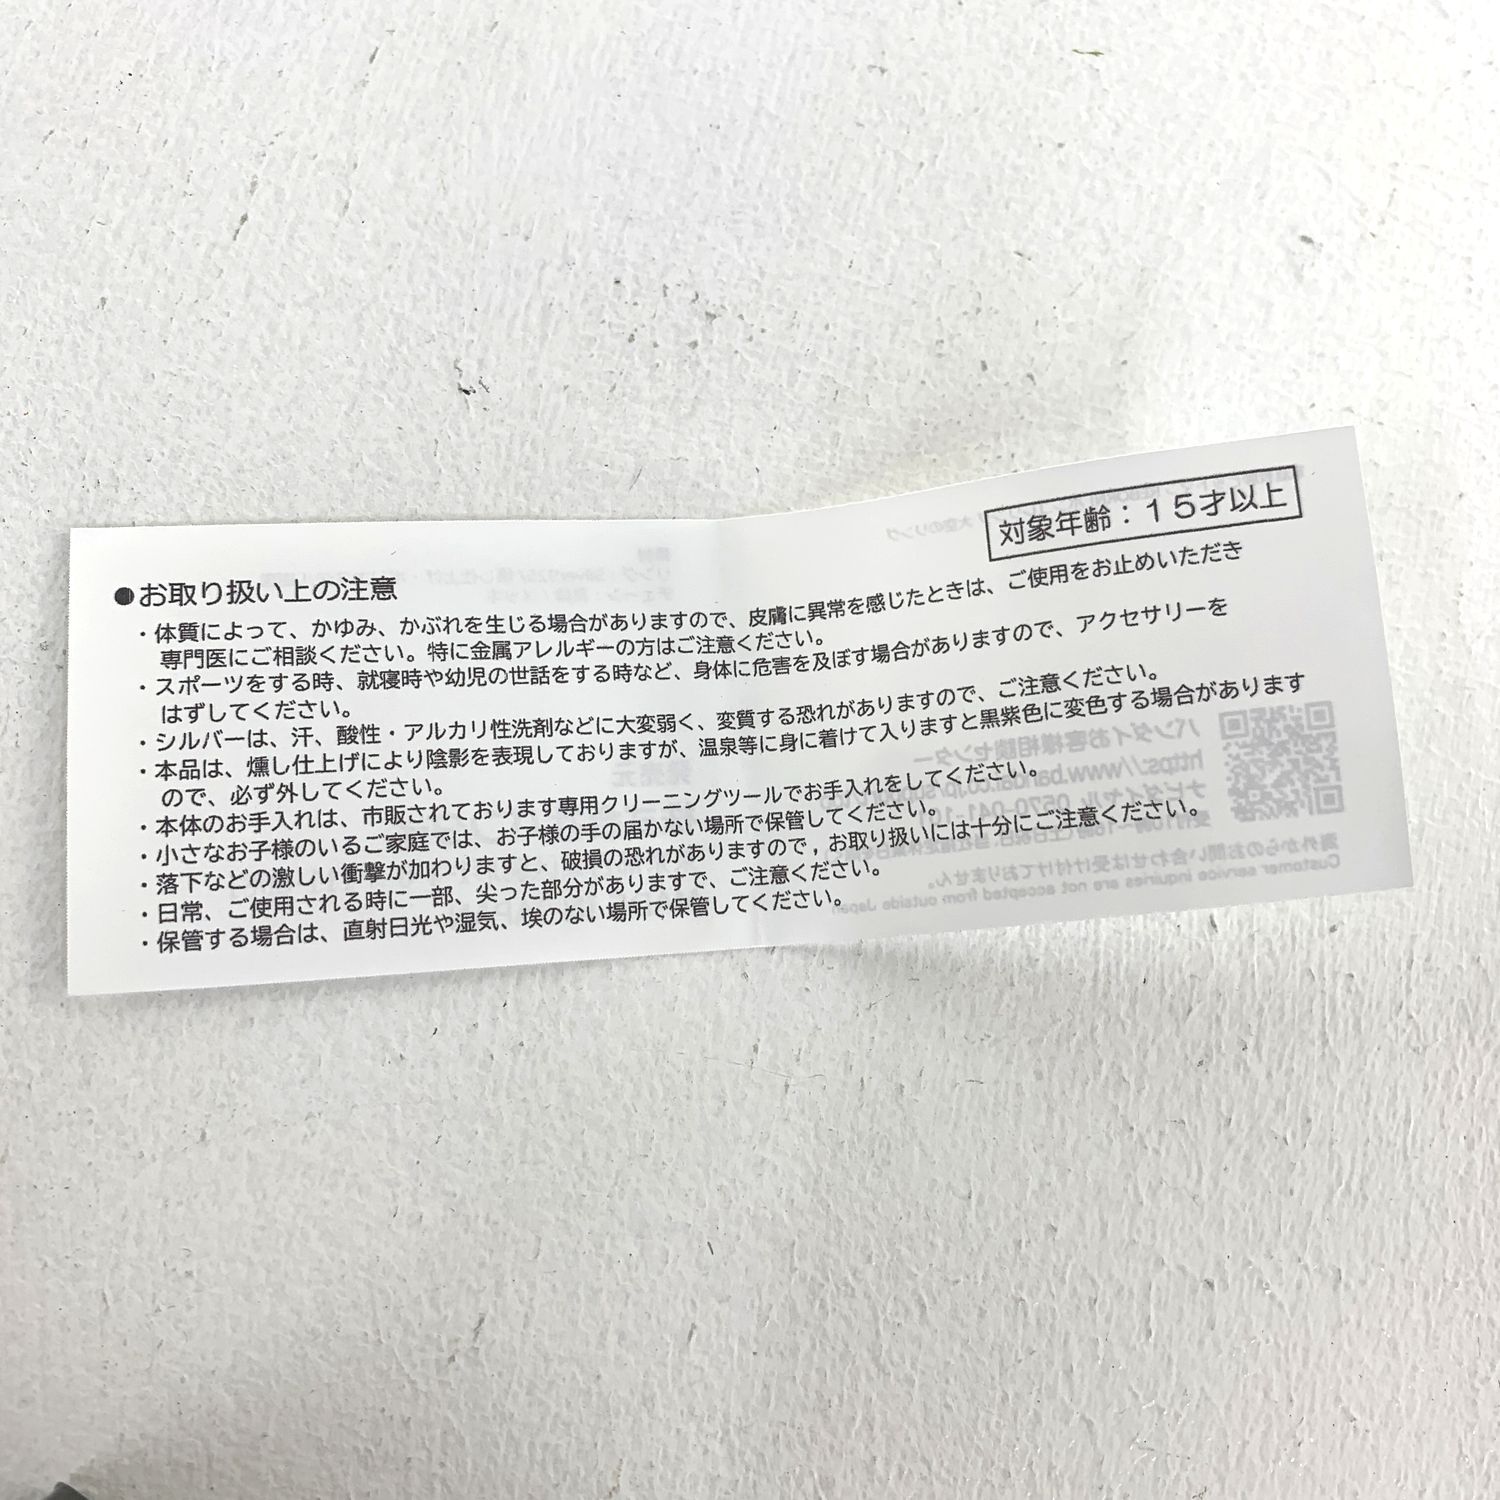 対象年齢：１５才以上
●お取り扱い上の注意
・体質によって、かゆみ、かぶれを生じる場合がありますので、皮膚に異常を感じたときは、ご使用をお止めいただき
専門医にご相談ください。特に金属アレルギーの方はご注意ください。
・スポーツをする時、就寝時や幼児の世話をする時など、身体に危害を及ぼす場合がありますので、アクセサリーを
はずしてください。
・シルバーは、汗、酸性・アルカリ性洗剤などに大変弱く、変質する恐れがありますので、ご注意ください。
・本品は、燻し仕上げにより陰影を表現しておりますが、温泉等に身に着けて入りますと黒紫色に変色する場合があります
ので、必ず外してください。
・本体のお手入れは、市販されております専用クリーニングツールでお手入れをしてください。
・小さなお子様のいるご家庭では、お子様の手の届かない場所で保管してください。
・落下などの激しい衝撃が加わりますと、破損の恐れがありますので，お取り扱いには十分にご注意ください。
・日常、ご使用される時に一部、尖った部分がありますで、ご注意ください。
・保管する場合は、直射日光や湿気、埃のない場所で保管してください。